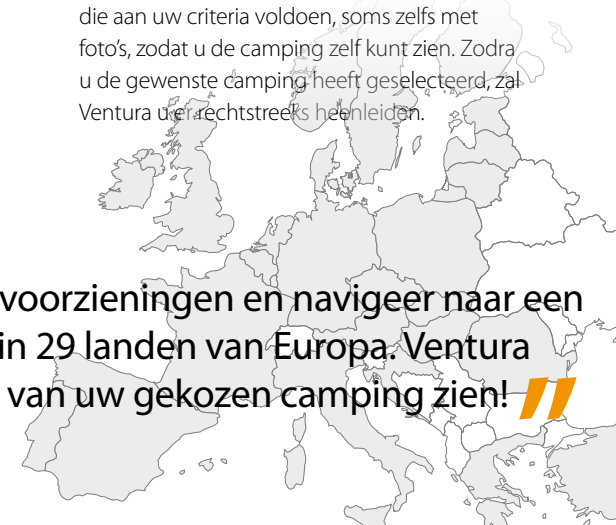 die aan uw criteria voldoen, soms zelfs met
foto's, zodat u de camping zelf kunt zien. Zodra
u de gewenste camping heeft geselecteerd, zal
Ventura u er rechtstreeks heenleiden.
voorzieningen en navigeer naar een
in 29 landen van Europa. Ventura
van uw gekozen camping zien! "